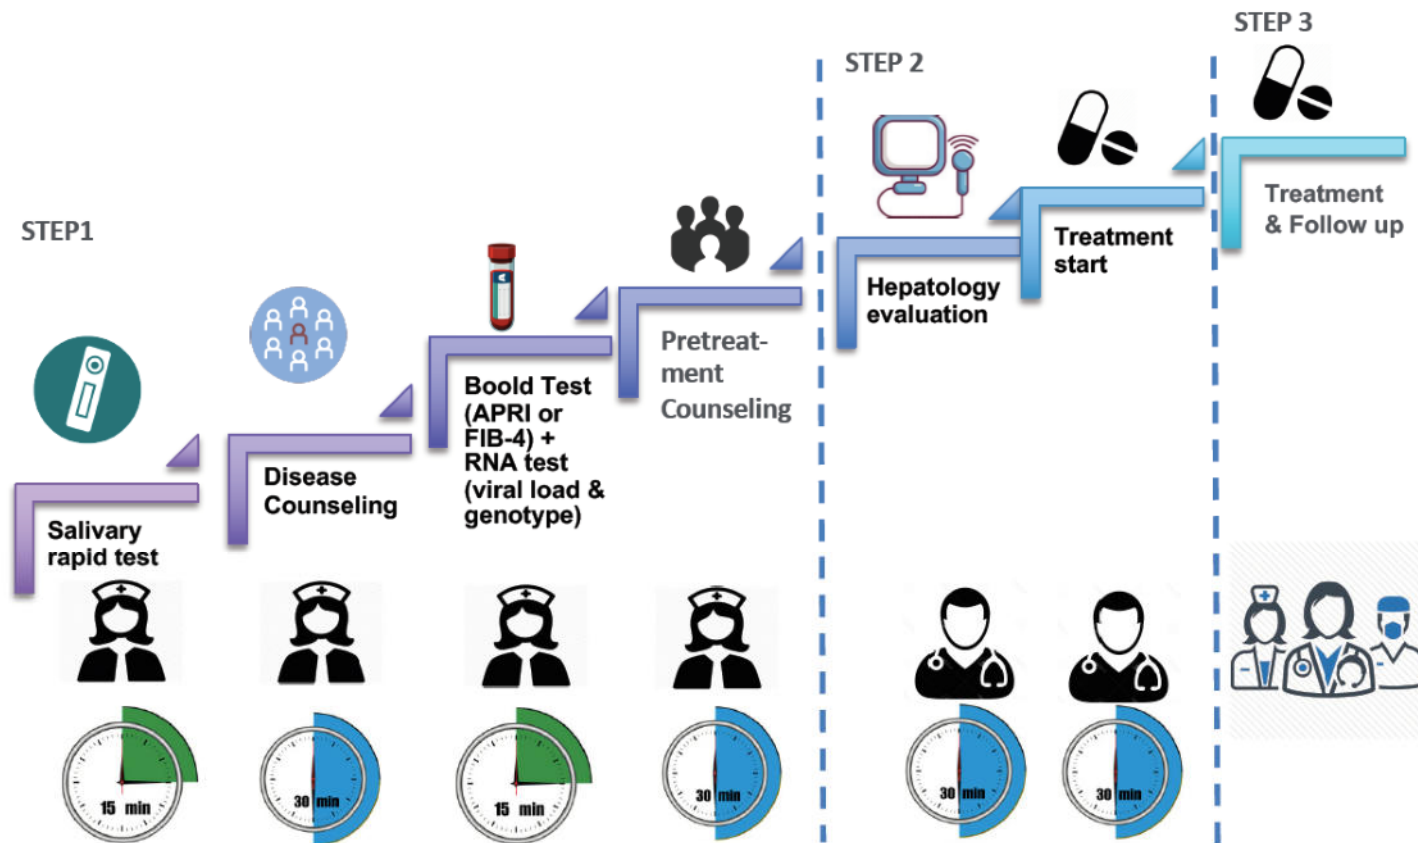 STEP1
Salivary
rapid test
15 min
Disease
Counseling
30 min
Boold Test
(APRI or
FIB-4) +
RNA test
(viral load &
genotype)
15 min
Pretreat-
ment
Counseling
30 min
STEP 2
Hepatology
evaluation
30 min
Treatment
start
30 min
STEP 3
Treatment
& Follow up